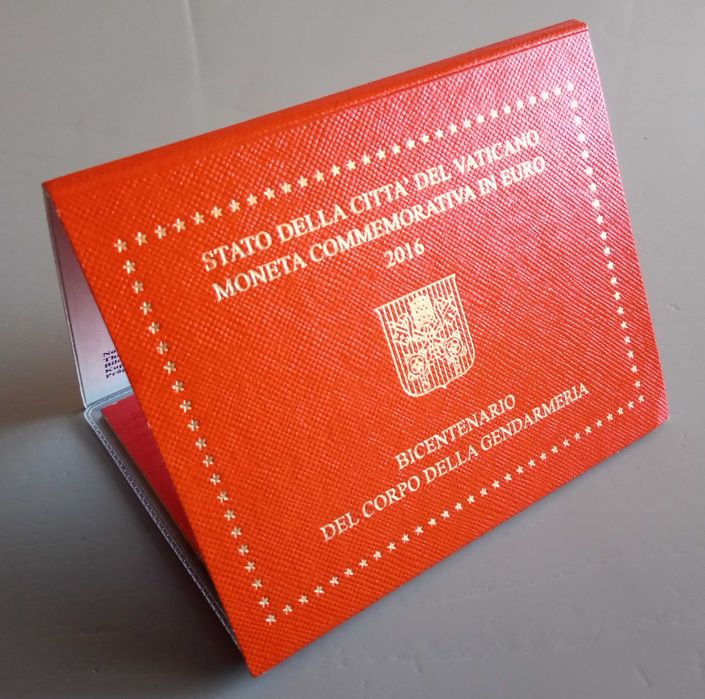 STATO DELLA CITTA' DEL VATICANO
MONETA COMMEMORATIVA IN EURO
2016
BICENTENARIO
DEL CORPO DELLA GENDARMERIA